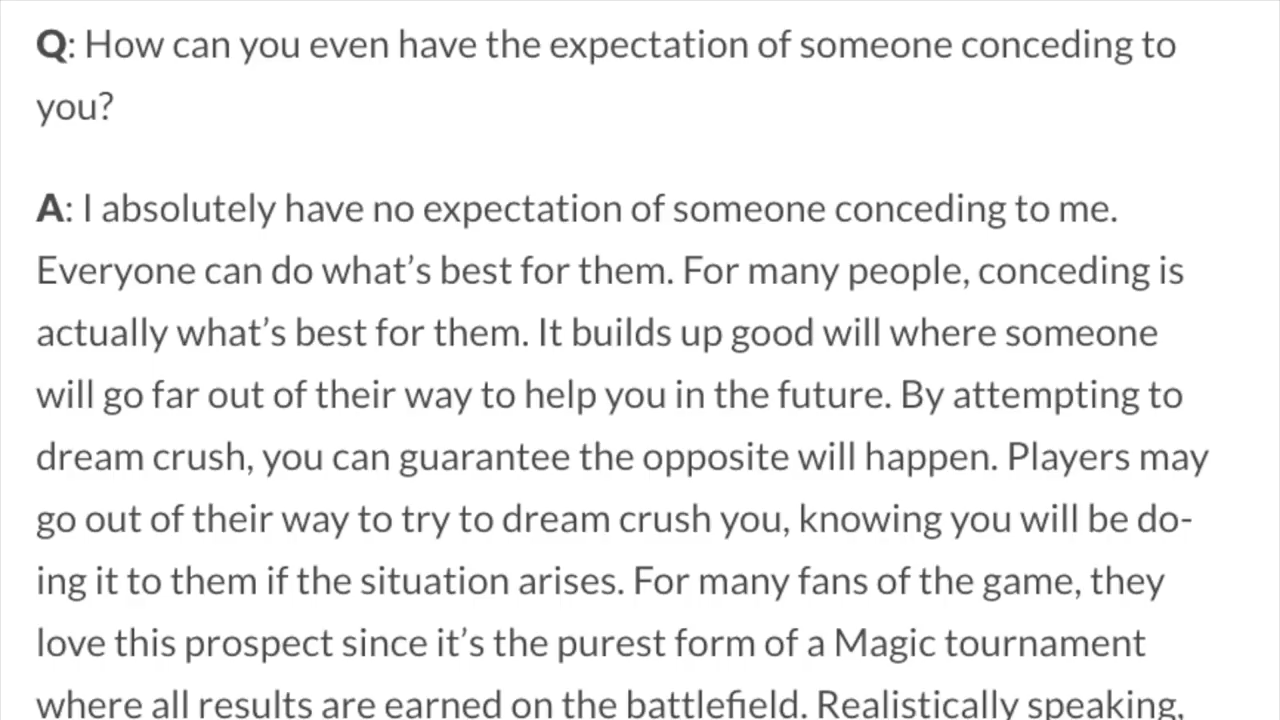 Q: How can you even have the expectation of someone conceding to
you?
A: I absolutely have no expectation of someone conceding to me.
Everyone can do what’s best for them. For many people, conceding is
actually what’s best for them. It builds up good will where someone
will go far out of their way to help you in the future. By attempting to
dream crush, you can guarantee the opposite will happen. Players may
go out of their way to try to dream crush you, knowing you will be do-
ing it to them if the situation arises. For many fans of the game, they
love this prospect since it’s the purest form of a Magic tournament
where all results are earned on the battlefield. Realistically speaking,